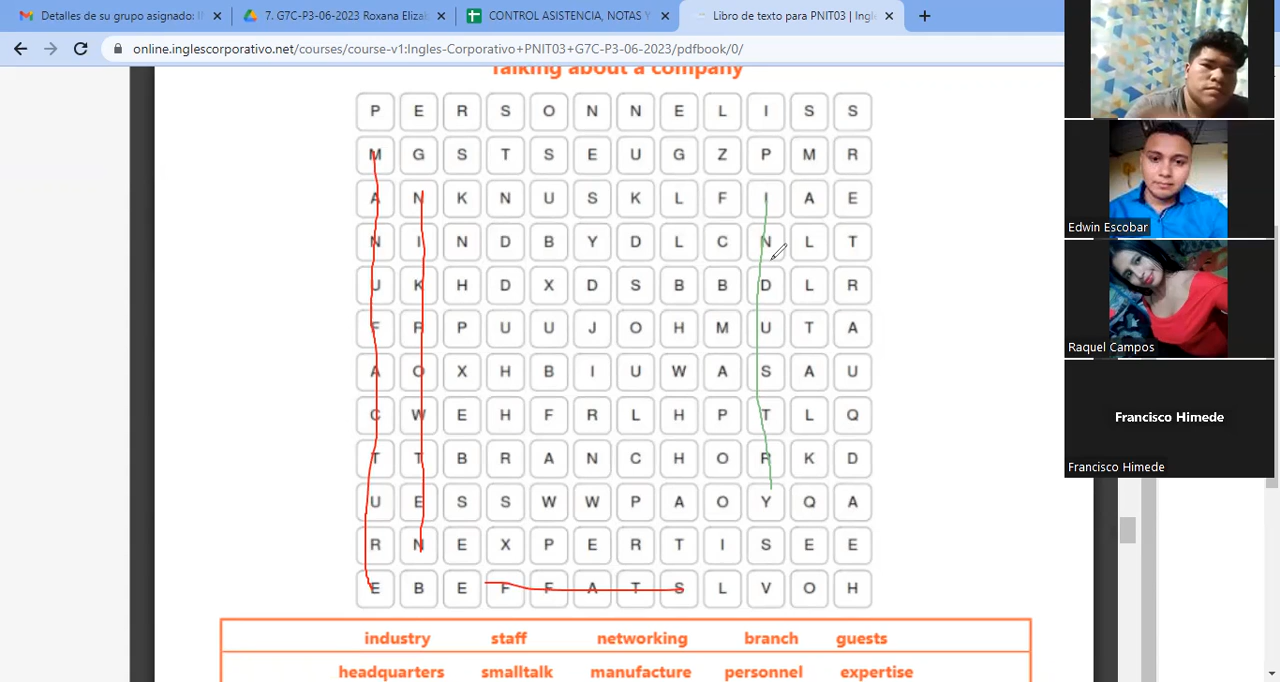 Detalles de su grupo asignado: I
7. G7C-P3-06-2023 Roxana Elizab
CONTROL ASISTENCIA, NOTAS Y
Libro de texto para PNIT03 | Ingle
online.inglescorporativo.net/courses/course-v1:Ingles-Corporativo+PNIT03+G7C-P3-06-2023/pdfbook/0/
Talking about a company
P E R S O N N E L I S S
M G T S E U G Z P M R
A N N U S K L F I A E
N I N D B Y D L C N L T
U K H D X D S B B D L R
F R P U U J O H M U T A
A O X H B I U W A S A U
C W E H F R L H P T L Q
T T B R A N C H O R K D
U E S S W W P A O Y Q A
R N E X P E R T I S E E
E B E F F A T S L V O H
industry staff networking branch guests
headquarters smalltalk manufacture personnel expertise
Edwin Escobar
Raquel Campos
Francisco Himede
Francisco Himede